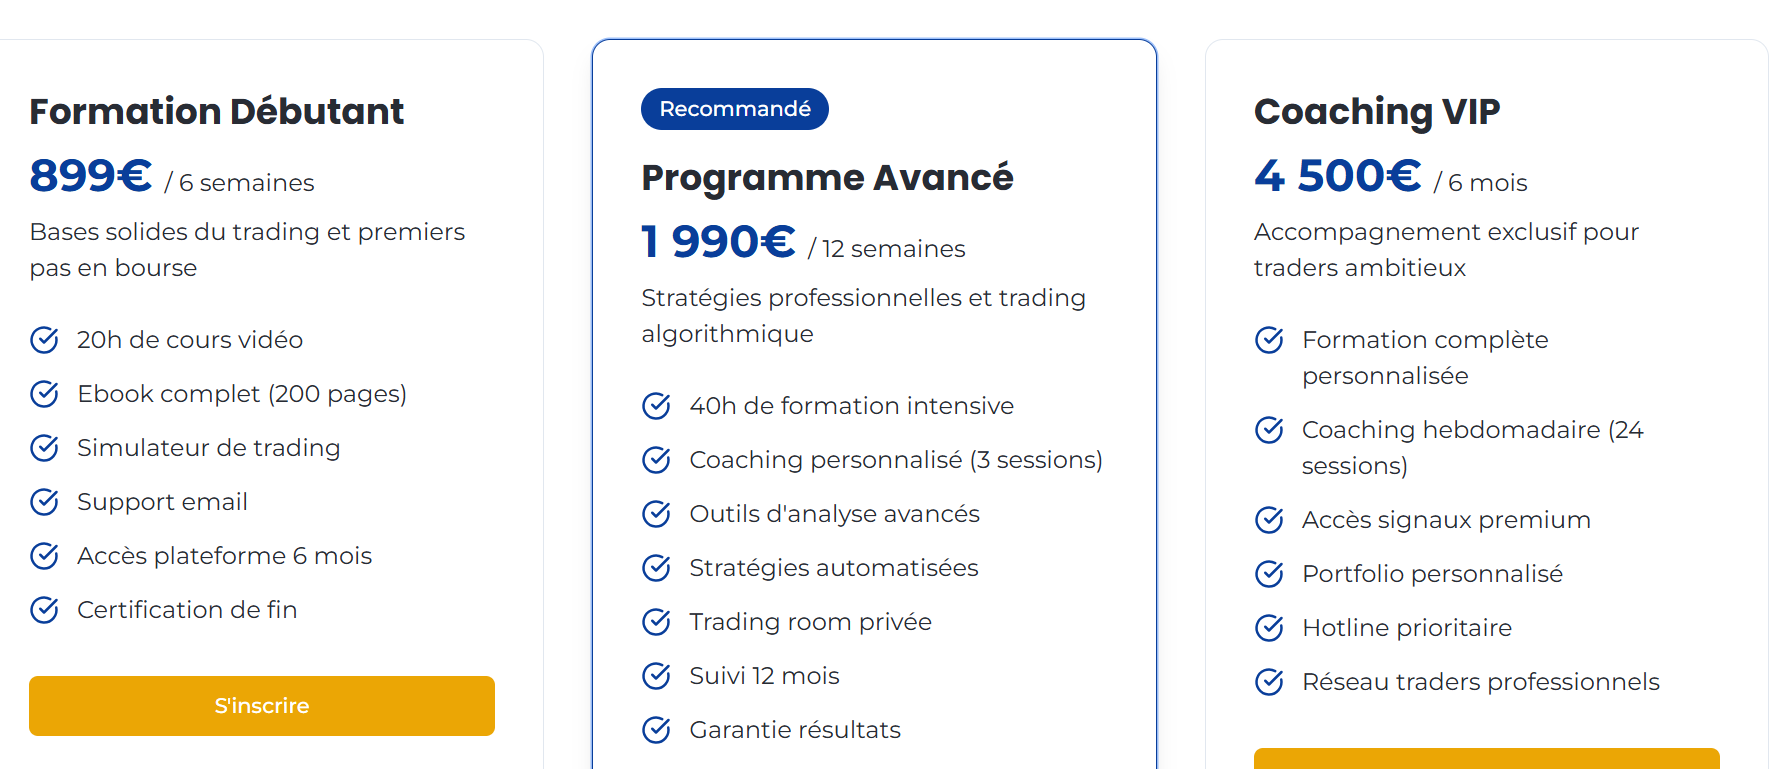 Formation Débutant
899€ / 6 semaines
Bases solides du trading et premiers
pas en bourse
20h de cours vidéo
Ebook complet (200 pages)
Simulateur de trading
Support email
Accès plateforme 6 mois
Certification de fin
S'inscrire
Recommandé
Programme Avancé
1 990€ / 12 semaines
Stratégies professionnelles et trading
algorithmique
40h de formation intensive
Coaching personnalisé (3 sessions)
Outils d'analyse avancés
Stratégies automatisées
Trading room privée
Suivi 12 mois
Garantie résultats
Coaching VIP
4 500€ / 6 mois
Accompagnement exclusif pour
traders ambitieux
Formation complète
personnalisée
Coaching hebdomadaire (24
sessions)
Accès signaux premium
Portfolio personnalisé
Hotline prioritaire
Réseau traders professionnels